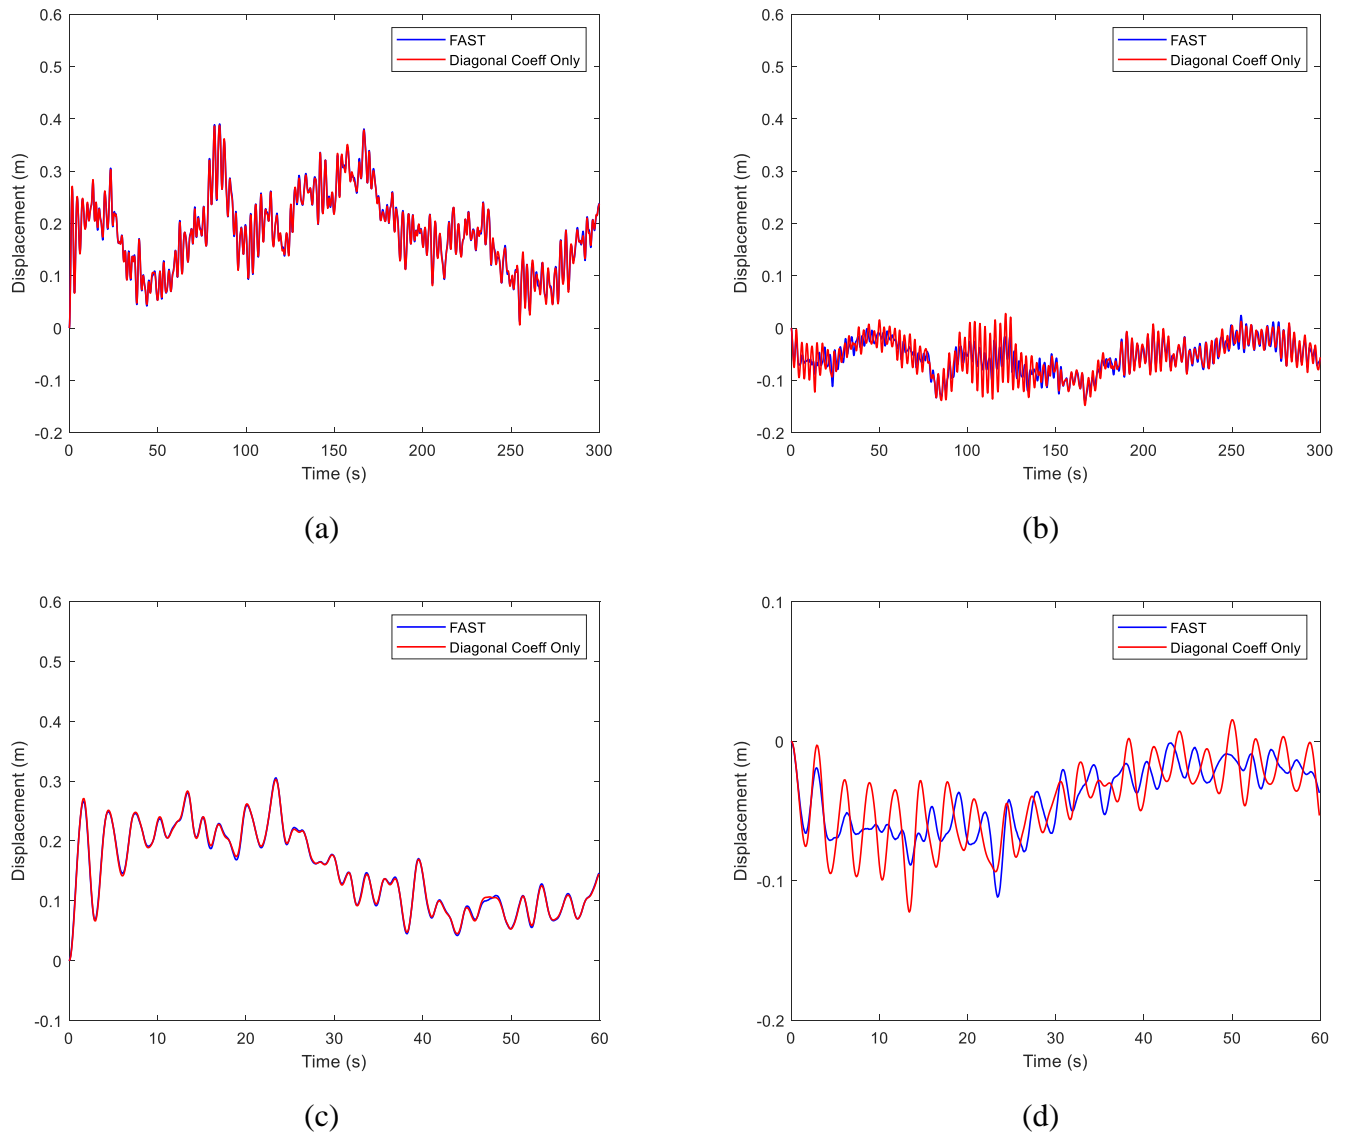 0.6
0.5
0.4
0.3
0.2
0.1
0
-0.1
-0.2
Displacement (m)
FAST
Diagonal Coeff Only
0 50 100 150 200 250 300
Time (s)
(a)
0.6
0.5
0.4
0.3
0.2
0.1
0
-0.1
-0.2
Displacement (m)
FAST
Diagonal Coeff Only
0 50 100 150 200 250 300
Time (s)
(b)
0.6
0.5
0.4
0.3
0.2
0.1
0
-0.1
Displacement (m)
FAST
Diagonal Coeff Only
0 10 20 30 40 50 60
Time (s)
(c)
0.1
0
-0.1
-0.2
Displacement (m)
FAST
Diagonal Coeff Only
0 10 20 30 40 50 60
Time (s)
(d)